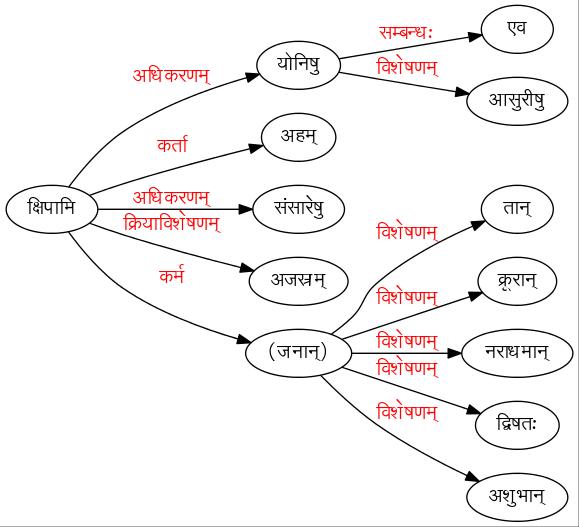 एव
सम्बन्धः
योनिषु
विशेषणम्
अधिकरणम्
आसुरीषु
अहम्
कर्ता
क्षिपामि
अधिकरणम्
संसारेषु
तान्
क्रियाविशेषणम्
विशेषणम्
अजस्रम्
क्रूरान्
कर्म
विशेषणम्
(जनान्)
विशेषणम्
नराधमान्
विशेषणम्
द्विषतः
विशेषणम्
अशुभान्